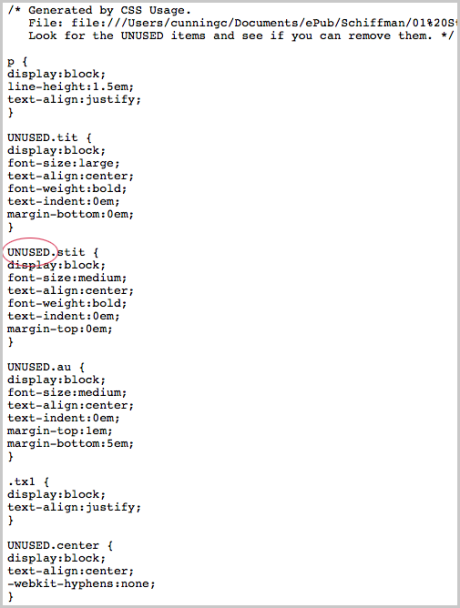 /* Generated by CSS Usage.
File: file:///Users/cunningc/Documents/ePub/Schiffman/01%20S
Look for the UNUSED items and see if you can remove them. */
p {
display:block;
line-height:1.5em;
text-align:justify;
}
UNUSED.tit {
display:block;
font-size:large;
text-align:center;
font-weight:bold;
text-indent:0em;
margin-bottom:0em;
}
UNUSED.stit {
display:block;
font-size:medium;
text-align:center;
font-weight:bold;
text-indent:0em;
margin-top:0em;
}
UNUSED.au {
display:block;
font-size:medium;
text-align:center;
text-indent:0em;
margin-top:1em;
margin-bottom:5em;
}
.tx1 {
display:block;
text-align:justify;
}
UNUSED.center {
display:block;
text-align:center;
-webkit-hyphens:none;
}